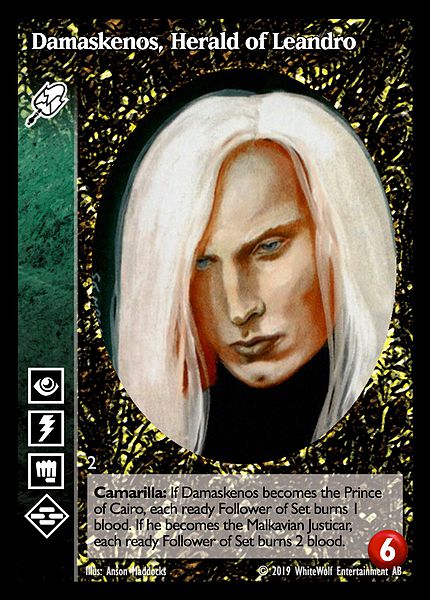 Damaskenos, Herald of Leandro
2
Camarilla: If Damaskenos becomes the Prince
of Cairo, each ready Follower of Set burns 1
blood. If he becomes the Malkavian Justicar,
each ready Follower of Set burns 2 blood.
6
Illus: Anson Maddocks
© 2019 WhiteWolf Entertainment AB